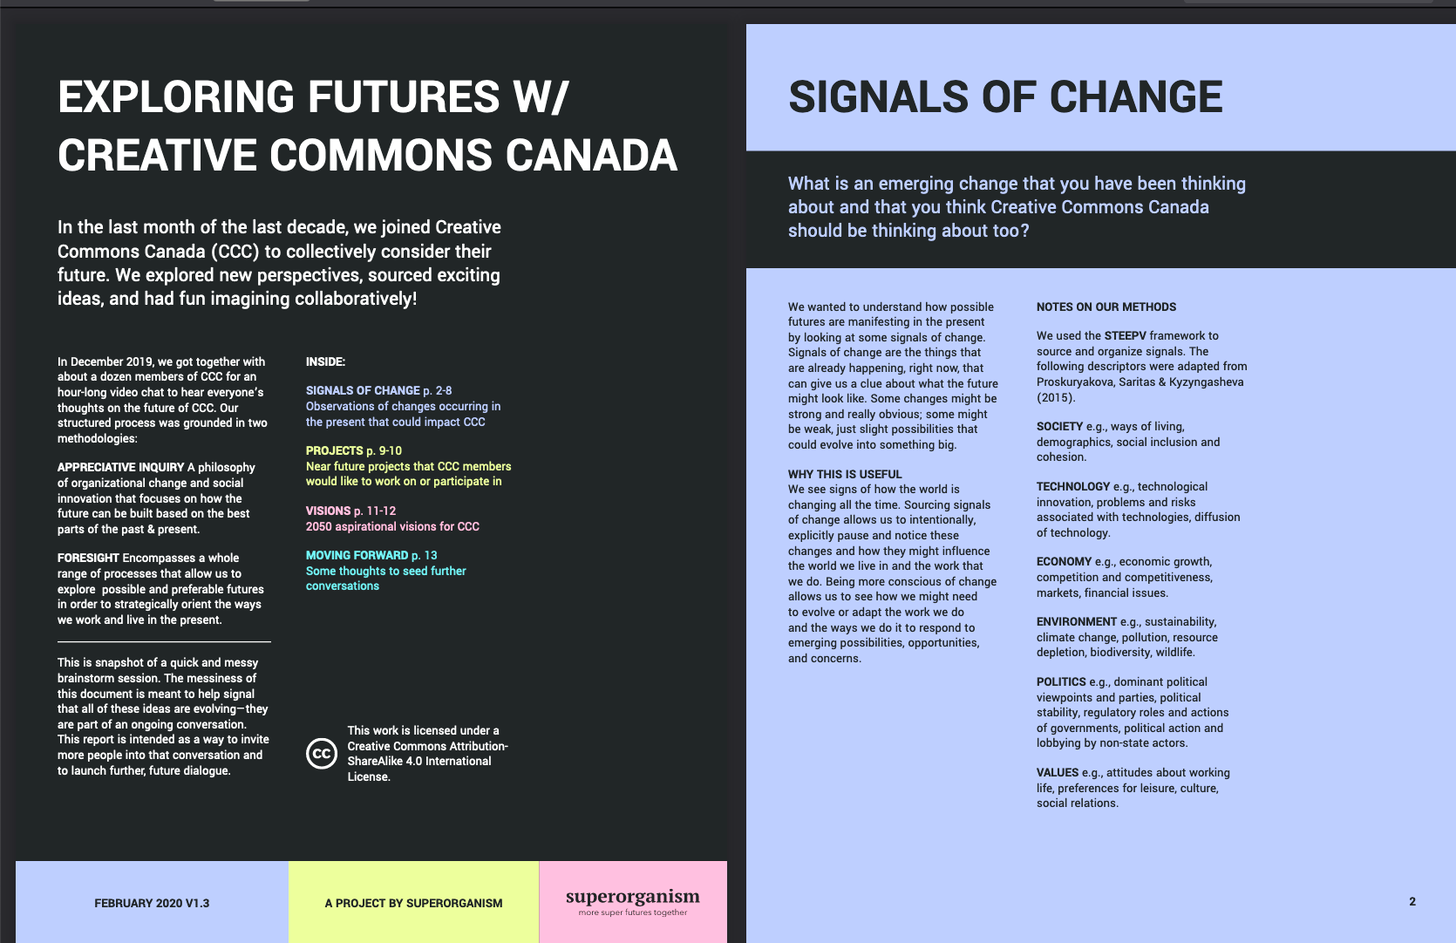 EXPLORING FUTURES W/
CREATIVE COMMONS CANADA
In the last month of the last decade, we joined Creative
Commons Canada (CCC) to collectively consider their
future. We explored new perspectives, sourced exciting
ideas, and had fun imagining collaboratively!
In December 2019, we got together with
about a dozen members of CCC for an
hour-long video chat to hear everyone's
thoughts on the future of CCC. Our
structured process was grounded in two
methodologies:
APPRECIATIVE INQUIRY A philosophy
of organizational change and social
innovation that focuses on how the
future can be built based on the best
parts of the past & present.
FORESIGHT Encompasses a whole
range of processes that allow us to
explore  possible and preferable futures
in order to strategically orient the ways
we work and live in the present.
This is snapshot of a quick and messy
brainstorm session. The messiness of
this document is meant to help signal
that all of these ideas are evolving—they
are part of an ongoing conversation.
This report is intended as a way to invite
more people into that conversation and
to launch further, future dialogue.
INSIDE:
SIGNALS OF CHANGE p. 2-8
Observations of changes occurring in
the present that could impact CCC
PROJECTS p. 9-10
Near future projects that CCC members
would like to work on or participate in
VISIONS p. 11-12
2050 aspirational visions for CCC
MOVING FORWARD p. 13
Some thoughts to seed further
conversations
cc
This work is licensed under a
Creative Commons Attribution-
ShareAlike 4.0 International
License.
FEBRUARY 2020 V1.3
A PROJECT BY SUPERORGANISM
superorganism
more super futures together
SIGNALS OF CHANGE
What is an emerging change that you have been thinking
about and that you think Creative Commons Canada
should be thinking about too?
We wanted to understand how possible
futures are manifesting in the present
by looking at some signals of change.
Signals of change are the things that
are already happening, right now, that
can give us a clue about what the future
might look like. Some changes might be
strong and really obvious; some might
be weak, just slight possibilities that
could evolve into something big.
WHY THIS IS USEFUL
We see signs of how the world is
changing all the time. Sourcing signals
of change allows us to intentionally,
explicitly pause and notice these
changes and how they might influence
the world we live in and the work that
we do. Being more conscious of change
allows us to see how we might need
to evolve or adapt the work we do
and the ways we do it to respond to
emerging possibilities, opportunities,
and concerns.
NOTES ON OUR METHODS
We used the STEEPV framework to
source and organize signals. The
following descriptors were adapted from
Proskuryakova, Saritas & Kyzyngasheva
(2015).
SOCIETY e.g., ways of living,
demographics, social inclusion and
cohesion.
TECHNOLOGY e.g., technological
innovation, problems and risks
associated with technologies, diffusion
of technology.
ECONOMY e.g., economic growth,
competition and competitiveness,
markets, financial issues.
ENVIRONMENT e.g., sustainability,
climate change, pollution, resource
depletion, biodiversity, wildlife.
POLITICS e.g., dominant political
viewpoints and parties, political
stability, regulatory roles and actions
of governments, political action and
lobbying by non-state actors.
VALUES e.g., attitudes about working
life, preferences for leisure, culture,
social relations.
2